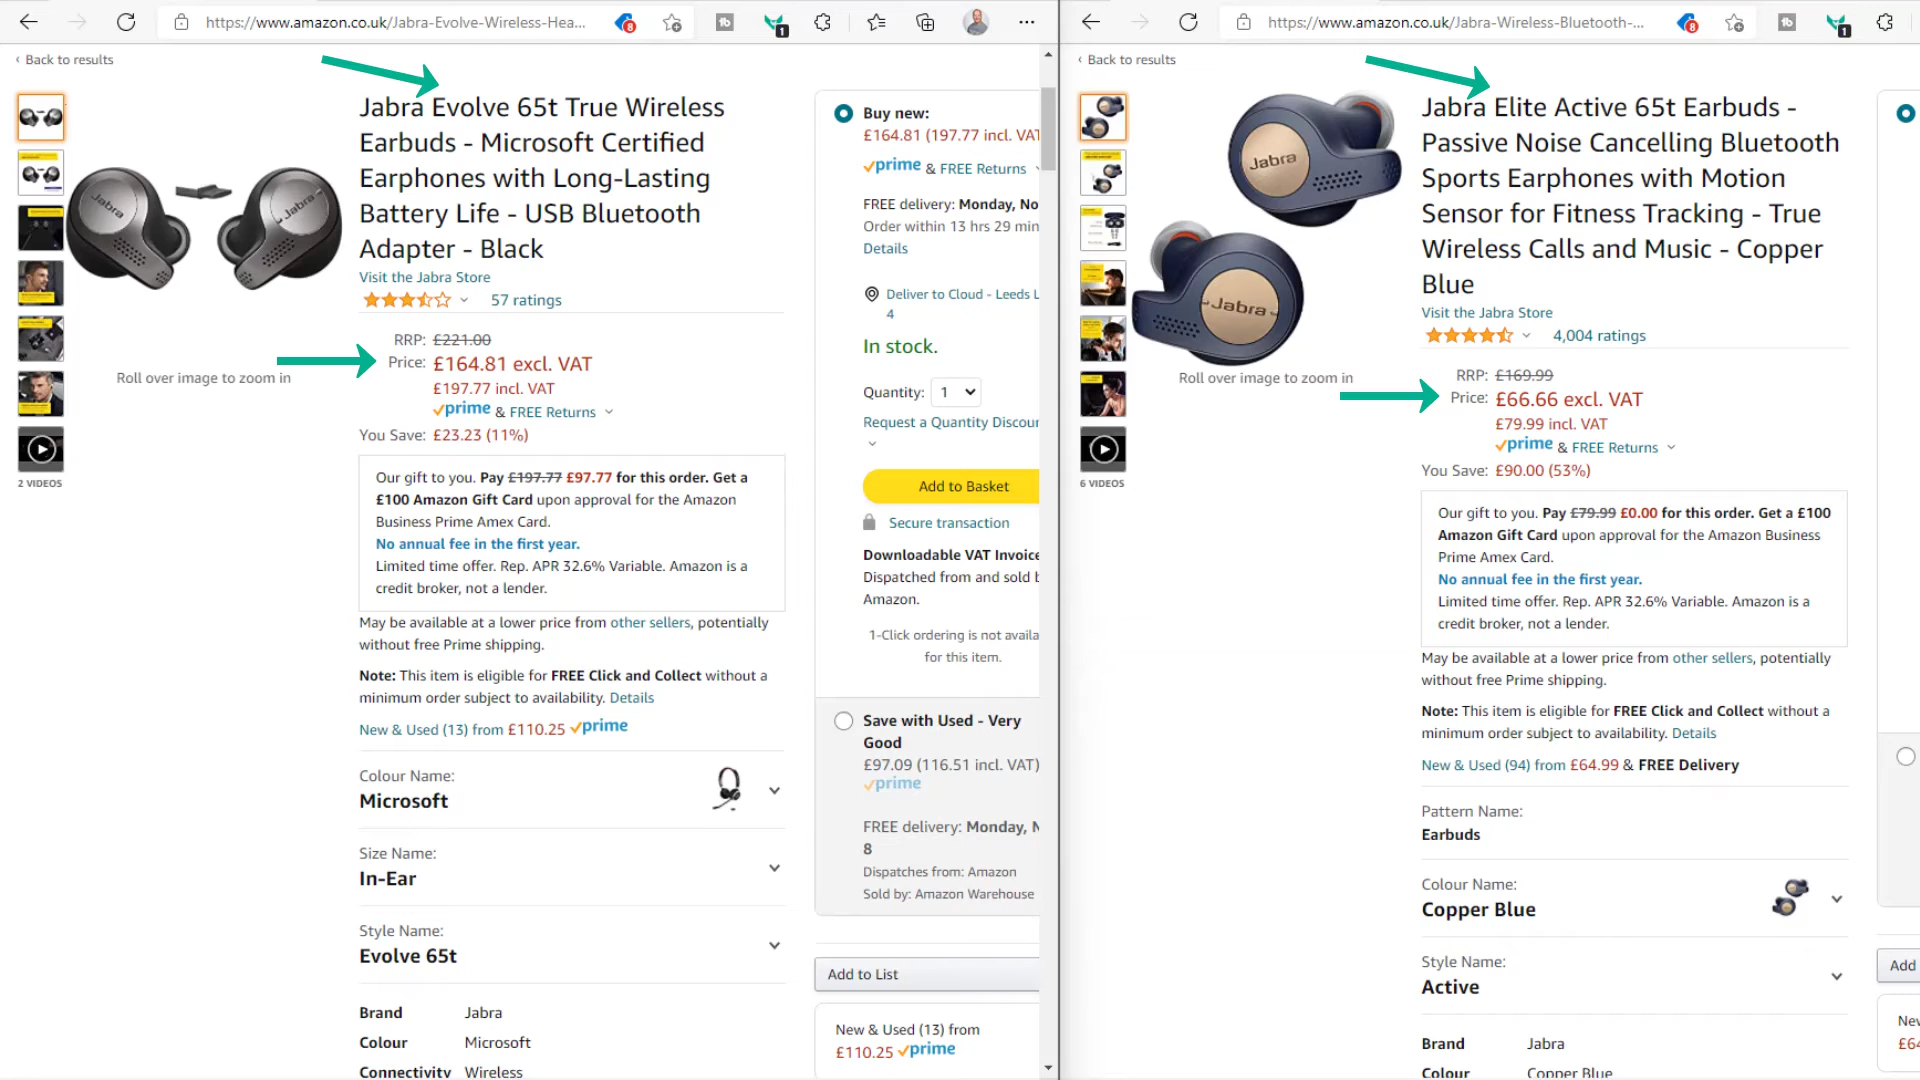 https://www.amazon.co.uk/Jabra-Evolve-Wireless-Hea...
8
tb
1
‹ Back to results
Jabra Evolve 65t True Wireless
Earbuds - Microsoft Certified
Earphones with Long-Lasting
Battery Life - USB Bluetooth
Adapter - Black
Visit the Jabra Store
57 ratings
RRP: £221.00
Price: £164.81 excl. VAT
£197.77 incl. VAT
prime & FREE Returns
You Save: £23.23 (11%)
Jabra
Jabra
Roll over image to zoom in
2 VIDEOS
Our gift to you. Pay £197.77 £97.77 for this order. Get a
£100 Amazon Gift Card upon approval for the Amazon
Business Prime Amex Card.
No annual fee in the first year.
Limited time offer. Rep. APR 32.6% Variable. Amazon is a
credit broker, not a lender.
May be available at a lower price from other sellers, potentially
without free Prime shipping.
Note: This item is eligible for FREE Click and Collect without a
minimum order subject to availability. Details
New & Used (13) from £110.25 prime
Colour Name:
Microsoft
Size Name:
In-Ear
Style Name:
Evolve 65t
Brand Jabra
Colour Microsoft
Connectivity Wireless
Buy new:
£164.81 (197.77 incl. VAT
prime & FREE Returns
FREE delivery: Monday, No
Order within 13 hrs 29 min
Details
Deliver to Cloud - Leeds L
4
In stock.
Quantity: 1
Request a Quantity Discou
Add to Basket
Secure transaction
Downloadable VAT Invoice
Dispatched from and sold b
Amazon.
1-Click ordering is not availa
for this item.
Save with Used - Very
Good
£97.09 (116.51 incl. VAT)
prime
FREE delivery: Monday, N
8
Dispatches from: Amazon
Sold by: Amazon Warehouse
Add to List
New & Used (13) from
£110.25 prime
https://www.amazon.co.uk/Jabra-Wireless-Bluetooth-...
8
tb
1
‹ Back to results
Jabra Elite Active 65t Earbuds -
Passive Noise Cancelling Bluetooth
Sports Earphones with Motion
Sensor for Fitness Tracking - True
Wireless Calls and Music - Copper
Blue
Visit the Jabra Store
4,004 ratings
RRP: £169.99
Price: £66.66 excl. VAT
£79.99 incl. VAT
prime & FREE Returns
You Save: £90.00 (53%)
Jabra
Jabra
Roll over image to zoom in
6 VIDEOS
Our gift to you. Pay £79.99 £0.00 for this order. Get a £100
Amazon Gift Card upon approval for the Amazon Business
Prime Amex Card.
No annual fee in the first year.
Limited time offer. Rep. APR 32.6% Variable. Amazon is a
credit broker, not a lender.
May be available at a lower price from other sellers, potentially
without free Prime shipping.
Note: This item is eligible for FREE Click and Collect without a
minimum order subject to availability. Details
New & Used (94) from £64.99 & FREE Delivery
Pattern Name:
Earbuds
Colour Name:
Copper Blue
Style Name:
Active
Brand Jabra
Colour Copper Blue
Add
New
£64